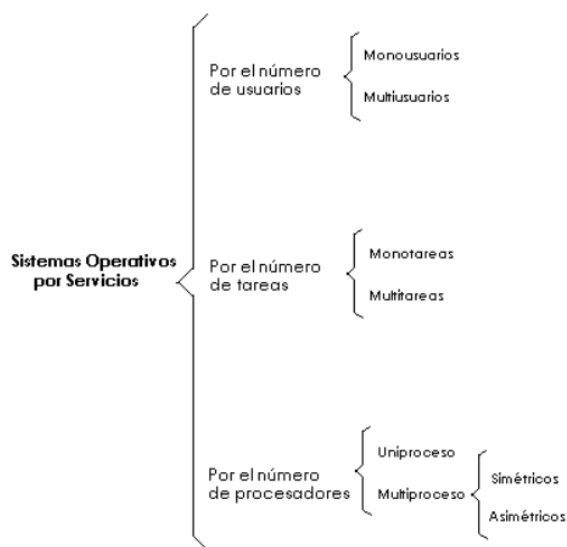 Sistemas Operativos
por Servicios
Por el número
de usuarios
Monousuarios
Multiusuarios
Por el número
de tareas
Monotareas
Multitareas
Por el número
de procesadores
Uniproceso
Multiproceso
Simétricos
Asimétricos